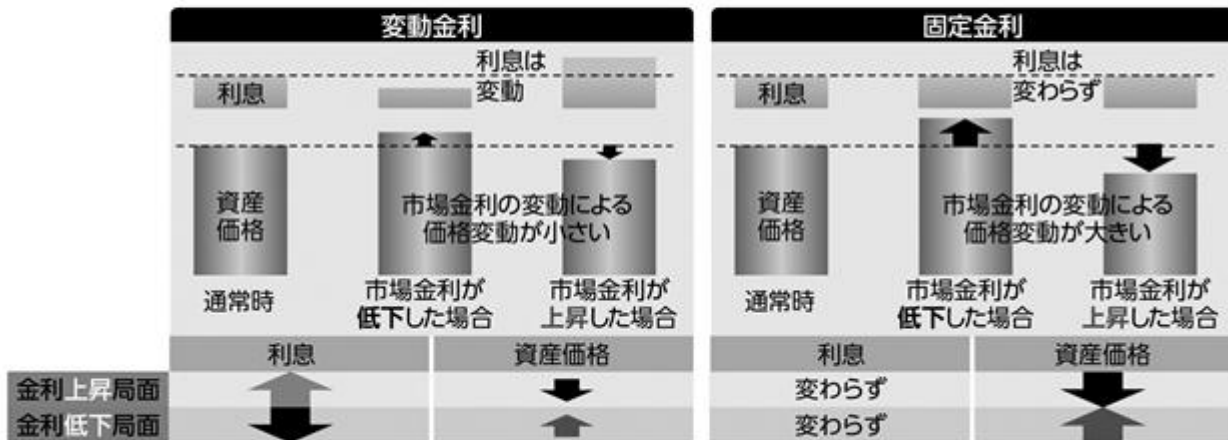 変動金利
利息は
変動
利息
資産
価格
市場金利の変動による
価格変動が小さい
通常時
市場金利が
低下した場合
市場金利が
上昇した場合
固定金利
利息は
変わらず
利息
資産
価格
市場金利の変動による
価格変動が大きい
通常時
市場金利が
低下した場合
市場金利が
上昇した場合
利息 資産価格 利息 資産価格
金利上昇局面 変わらず
金利低下局面 変わらず